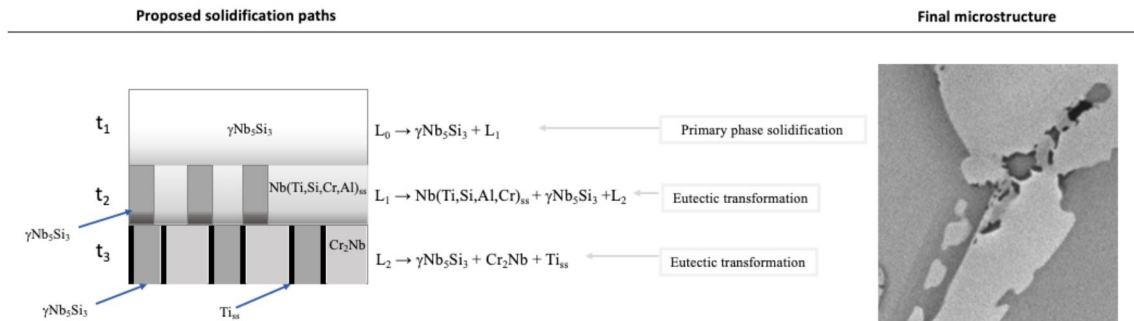 Proposed solidification paths
Final microstructure
t₁
γNb₅Si₃
L₀ → γNb₅Si₃ + L₁
Primary phase solidification
t₂
Nb(Ti,Si,Cr,Al)ₛₛ
L₁ → Nb(Ti,Si,Al,Cr)ₛₛ + γNb₅Si₃ +L₂
Eutectic transformation
γNb₅Si₃
t₃
Cr₂Nb
L₂ → γNb₅Si₃ + Cr₂Nb + Tiₛₛ
Eutectic transformation
γNb₅Si₃
Tiₛₛ